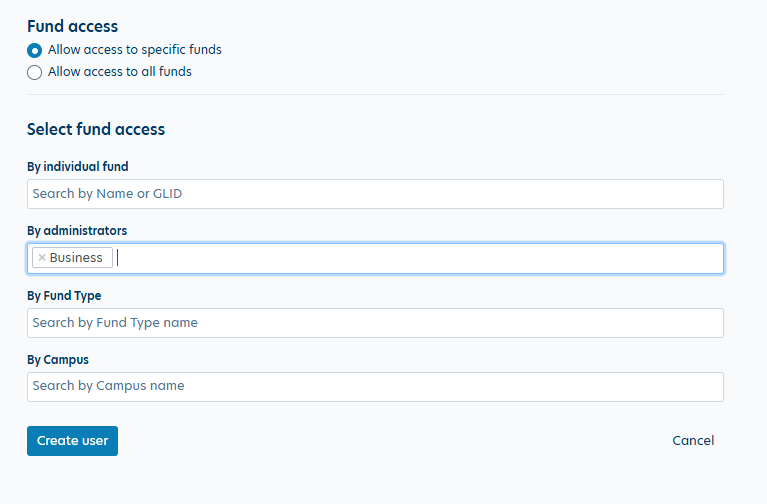 Fund access
Allow access to specific funds
Allow access to all funds
Select fund access
By individual fund
Search by Name or GLID
By administrators
× Business
By Fund Type
Search by Fund Type name
By Campus
Search by Campus name
Create user
Cancel